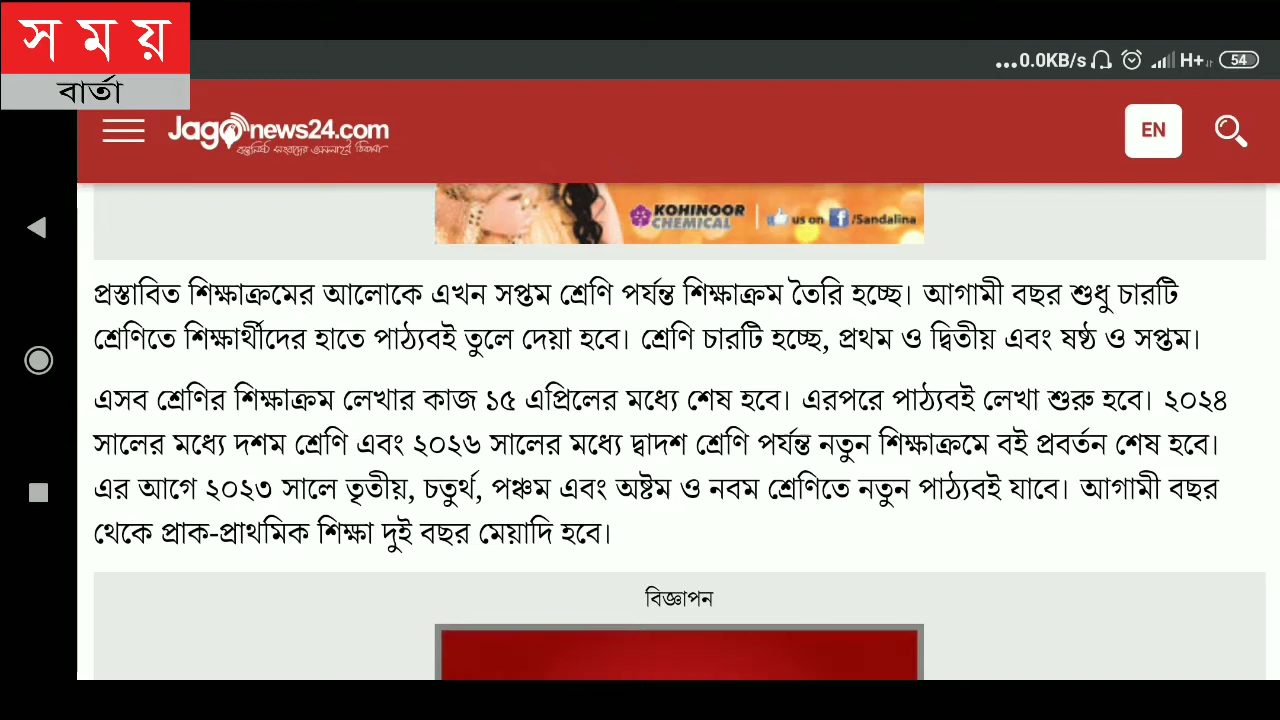 স ম য়
বার্তা
...0.0KB/s H+ 54
Jagonews24.com
EN
KOHINOOR
CHEMICAL
us on f /Sandalina
প্রস্তাবিত শিক্ষাক্রমের আলোকে এখন সপ্তম শ্রেণি পর্যন্ত শিক্ষাক্রম তৈরি হচ্ছে। আগামী বছর শুধু চারটি
শ্রেণিতে শিক্ষার্থীদের হাতে পাঠ্যবই তুলে দেয়া হবে। শ্রেণি চারটি হচ্ছে, প্রথম ও দ্বিতীয় এবং ষষ্ঠ ও সপ্তম।
এসব শ্রেণির শিক্ষাক্রম লেখার কাজ ১৫ এপ্রিলের মধ্যে শেষ হবে। এরপরে পাঠ্যবই লেখা শুরু হবে। ২০২৪
সালের মধ্যে দশম শ্রেণি এবং ২০২৬ সালের মধ্যে দ্বাদশ শ্রেণি পর্যন্ত নতুন শিক্ষাক্রমে বই প্রবর্তন শেষ হবে।
এর আগে ২০২৩ সালে তৃতীয়, চতুর্থ, পঞ্চম এবং অষ্টম ও নবম শ্রেণিতে নতুন পাঠ্যবই যাবে। আগামী বছর
থেকে প্রাক-প্রাথমিক শিক্ষা দুই বছর মেয়াদি হবে।
বিজ্ঞাপন